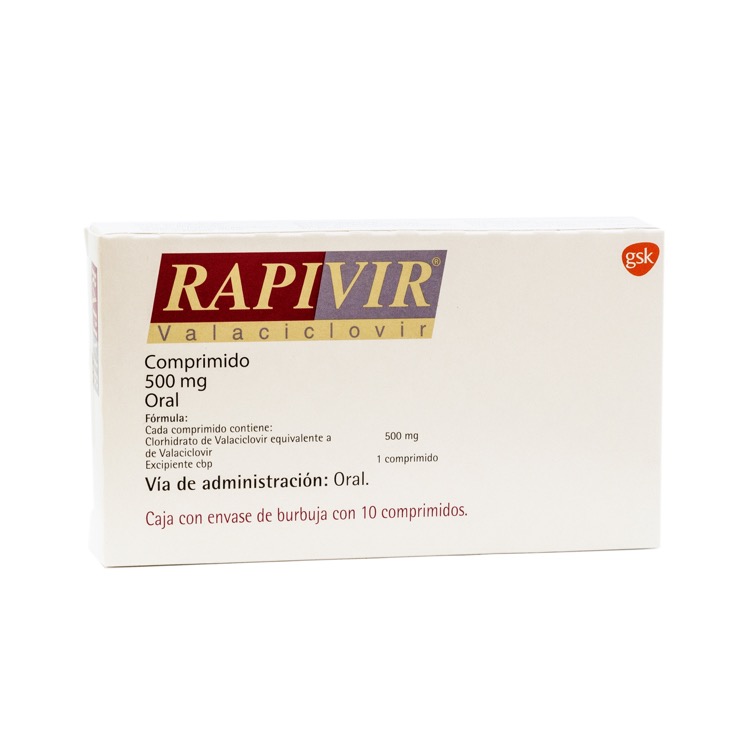 RAPIVIR®
Valaciclovir
gsk
Comprimido
500 mg
Oral
Fórmula:
Cada comprimido contiene:
Clorhidrato de Valaciclovir equivalente a 500 mg
de Valaciclovir
Excipiente cbp 1 comprimido
Vía de administración: Oral.
Caja con envase de burbuja con 10 comprimidos.